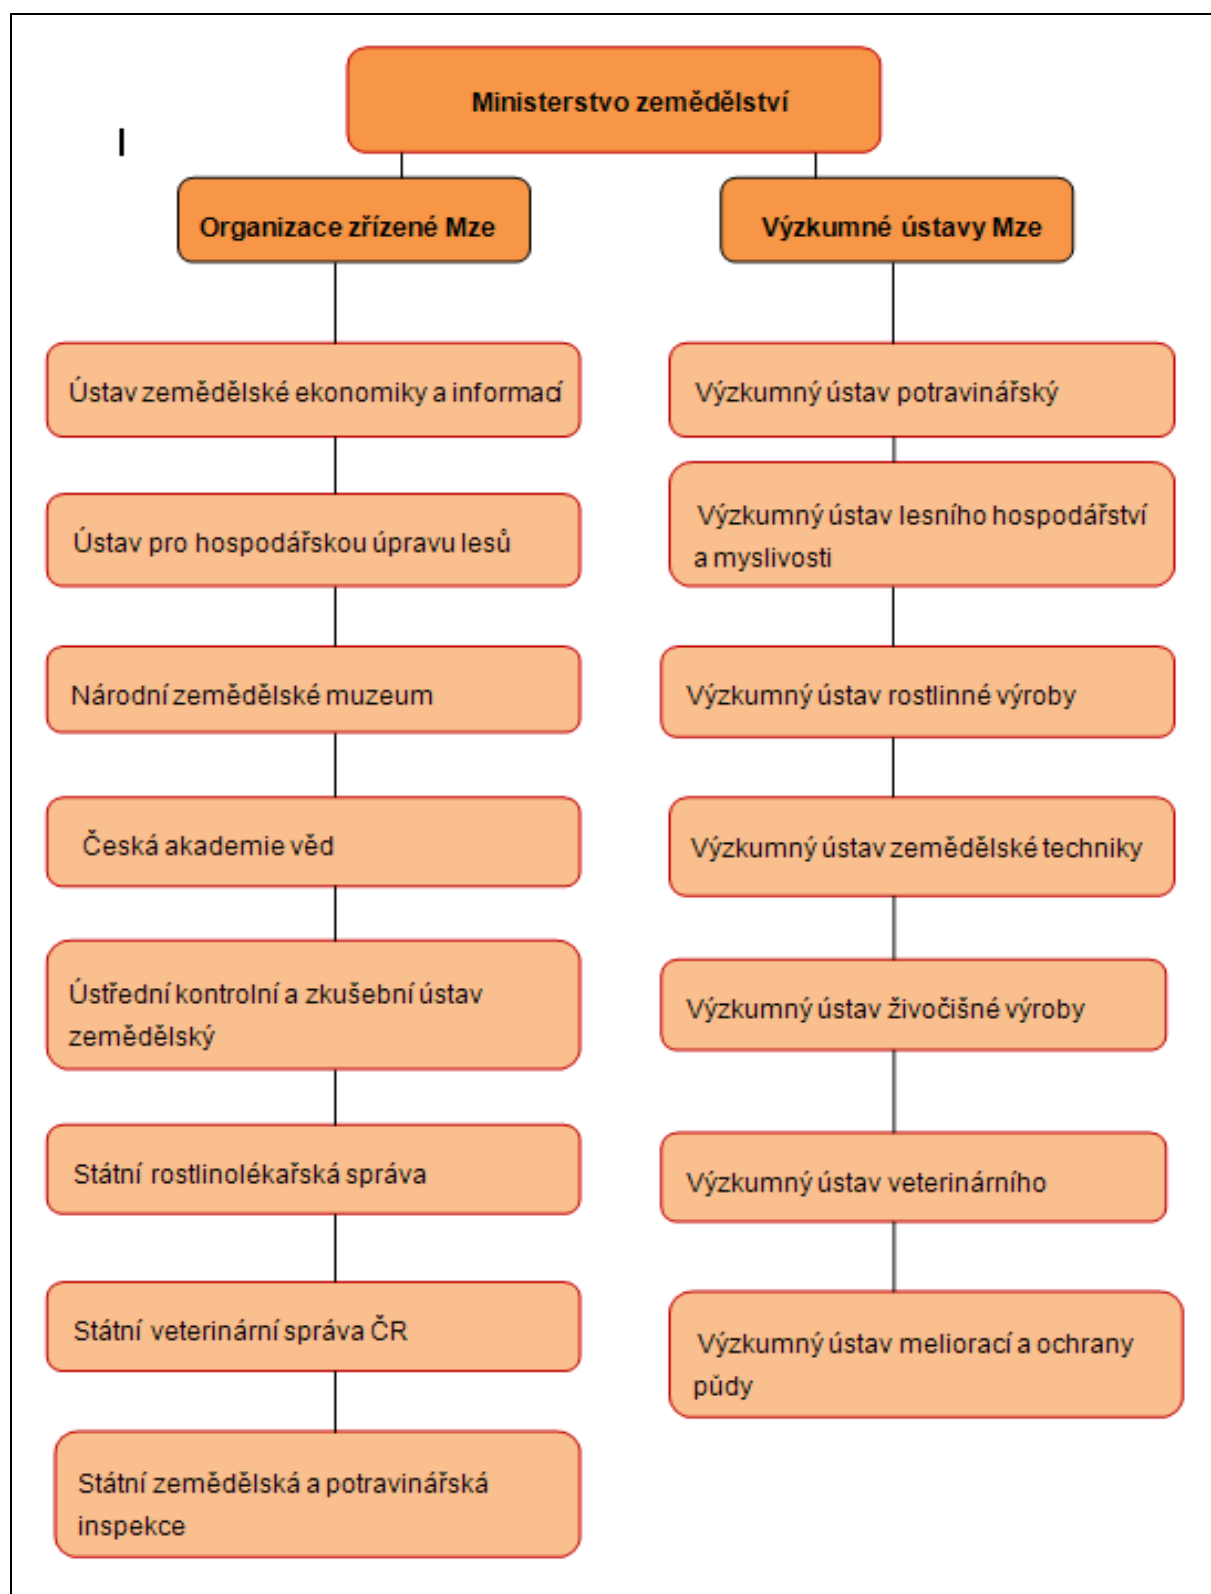 Ministerstvo zemědělství
I
Organizace zřízené Mze
Výzkumné ústavy Mze
Ústav zemědělské ekonomiky a informací
Ústav pro hospodářskou úpravu lesů
Národní zemědělské muzeum
Česká akademie věd
Ústřední kontrolní a zkušební ústav
zemědělský
Státní rostlinolékařská správa
Státní veterinární správa ČR
Státní zemědělská a potravinářská
inspekce
Výzkumný ústav potravinářský
Výzkumný ústav lesního hospodářství
a myslivosti
Výzkumný ústav rostlinné výroby
Výzkumný ústav zemědělské techniky
Výzkumný ústav živočišné výroby
Výzkumný ústav veterinárního
Výzkumný ústav meliorací a ochrany
půdy